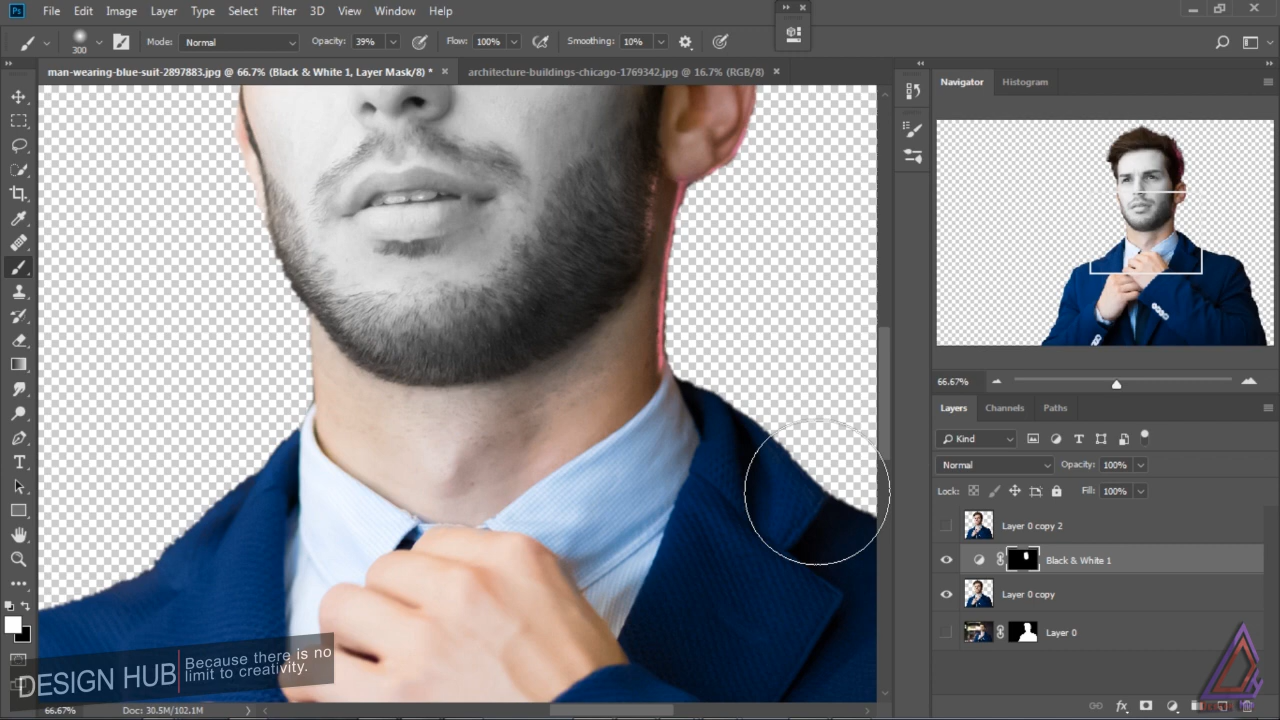 Ps File Edit Image Layer Type Select Filter 3D View Window Help
300 Mode: Normal Opacity: 39% Flow: 100% Smoothing: 10%
man-wearing-blue-suit-2897883.jpg @ 66.7% (Black & White 1, Layer Mask/8) * architecture-buildings-chicago-1769342.jpg @ 16.7% (RGB/8)
Navigator Histogram
66.67%
Layers Channels Paths
Kind
Normal Opacity: 100%
Lock: Fill: 100%
Layer 0 copy 2
Black & White 1
Layer 0 copy
Layer 0
DESIGN HUB
Because there is no
limit to creativity.
66.67% Doc: 30.5M/102.1M